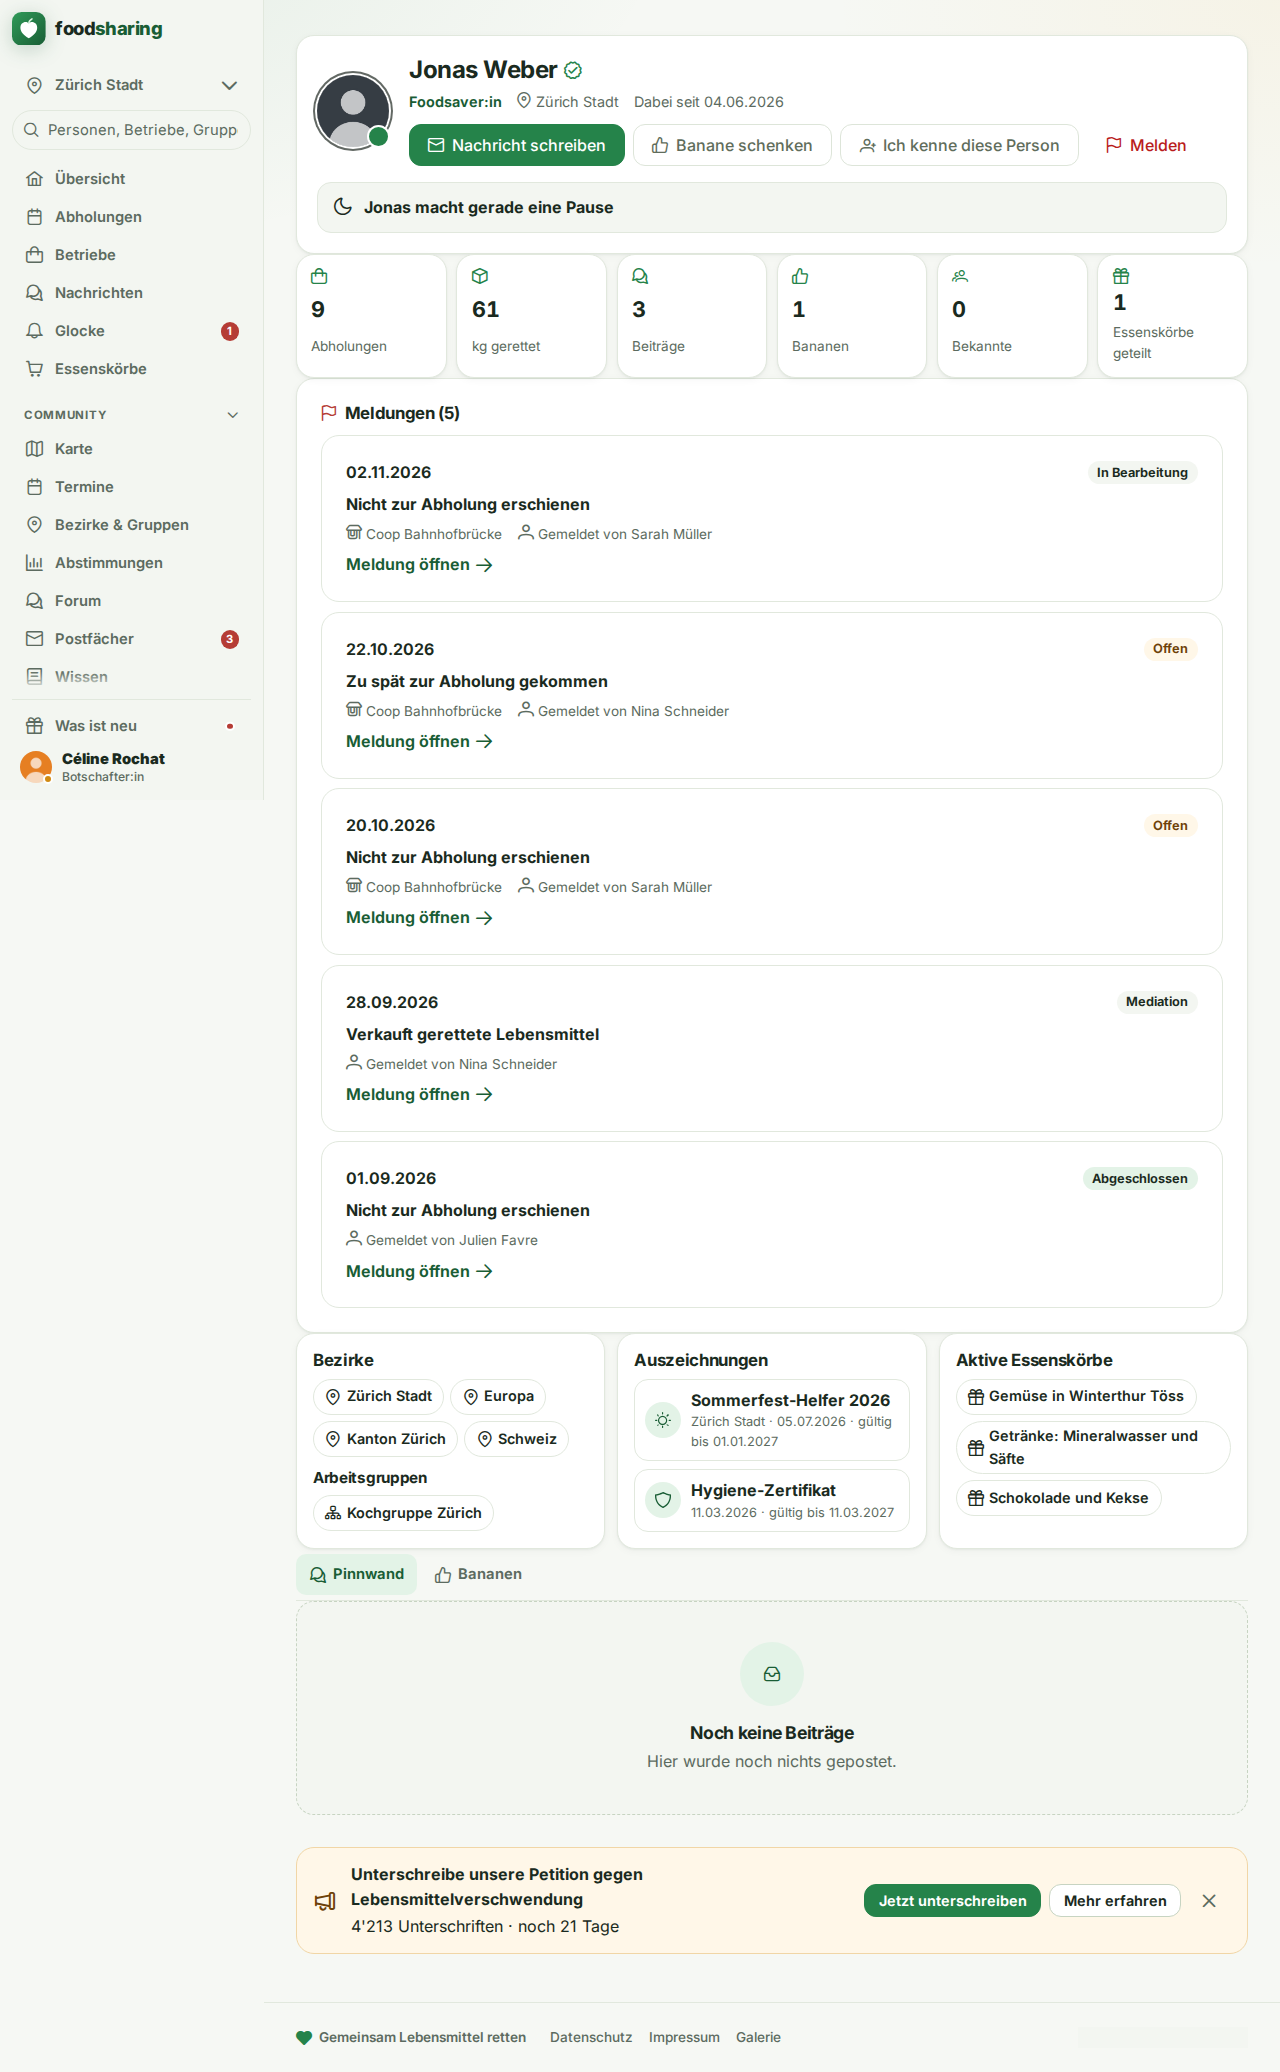 foodsharing
Zürich Stadt
Personen, Betriebe, Grupp
Übersicht
Abholungen
Betriebe
Nachrichten
Glocke 1
Essenskörbe
COMMUNITY
Karte
Termine
Bezirke & Gruppen
Abstimmungen
Forum
Postfächer 3
Wissen
Was ist neu
Céline Rochat
Botschafter:in
Jonas Weber
Foodsaver:in Zürich Stadt Dabei seit 04.06.2026
Nachricht schreiben Banane schenken Ich kenne diese Person Melden
Jonas macht gerade eine Pause
9
Abholungen
61
kg gerettet
3
Beiträge
1
Bananen
0
Bekannte
1
Essenskörbe
geteilt
Meldungen (5)
02.11.2026 In Bearbeitung
Nicht zur Abholung erschienen
Coop Bahnhofbrücke Gemeldet von Sarah Müller
Meldung öffnen
22.10.2026 Offen
Zu spät zur Abholung gekommen
Coop Bahnhofbrücke Gemeldet von Nina Schneider
Meldung öffnen
20.10.2026 Offen
Nicht zur Abholung erschienen
Coop Bahnhofbrücke Gemeldet von Sarah Müller
Meldung öffnen
28.09.2026 Mediation
Verkauft gerettete Lebensmittel
Gemeldet von Nina Schneider
Meldung öffnen
01.09.2026 Abgeschlossen
Nicht zur Abholung erschienen
Gemeldet von Julien Favre
Meldung öffnen
Bezirke
Zürich Stadt Europa
Kanton Zürich Schweiz
Arbeitsgruppen
Kochgruppe Zürich
Auszeichnungen
Sommerfest-Helfer 2026
Zürich Stadt · 05.07.2026 · gültig
bis 01.01.2027
Hygiene-Zertifikat
11.03.2026 · gültig bis 11.03.2027
Aktive Essenskörbe
Gemüse in Winterthur Töss
Getränke: Mineralwasser und
Säfte
Schokolade und Kekse
Pinnwand Bananen
Noch keine Beiträge
Hier wurde noch nichts gepostet.
Unterschreibe unsere Petition gegen
Lebensmittelverschwendung
4'213 Unterschriften · noch 21 Tage
Jetzt unterschreiben Mehr erfahren
Gemeinsam Lebensmittel retten Datenschutz Impressum Galerie